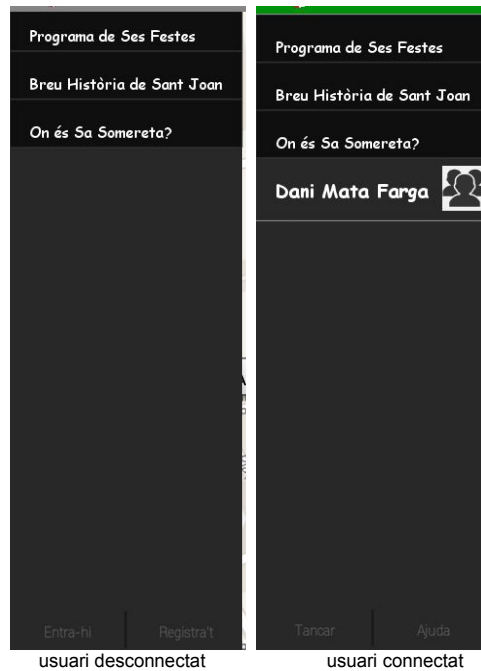 Programa de Ses Festes
Breu Història de Sant Joan
On és Sa Somereta?
Entra-hi
Registra't
usuari desconnectat
Programa de Ses Festes
Breu Història de Sant Joan
On és Sa Somereta?
Dani Mata Farga
Tancar
Ajuda
usuari connectat